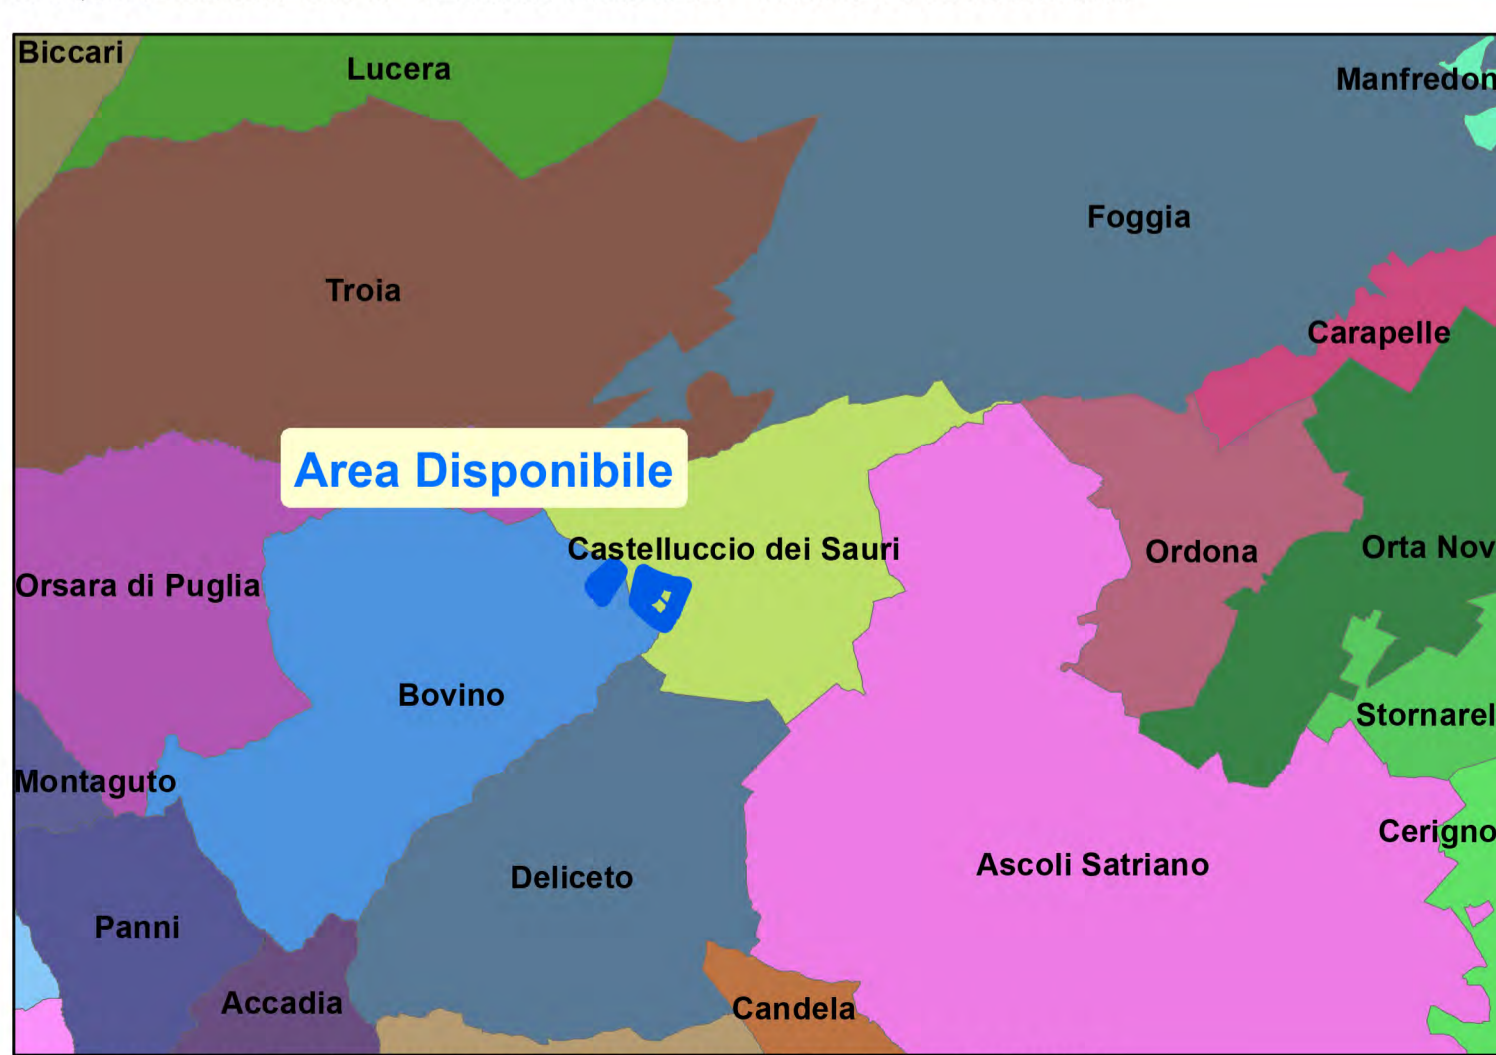 Biccari
Lucera
Manfredon
Foggia
Troia
Carapelle
Area Disponibile
Castelluccio dei Sauri
Ordona
Orta Nov
Orsara di Puglia
Bovino
Stornarel
Montaguto
Cerigno
Ascoli Satriano
Deliceto
Panni
Accadia
Candela